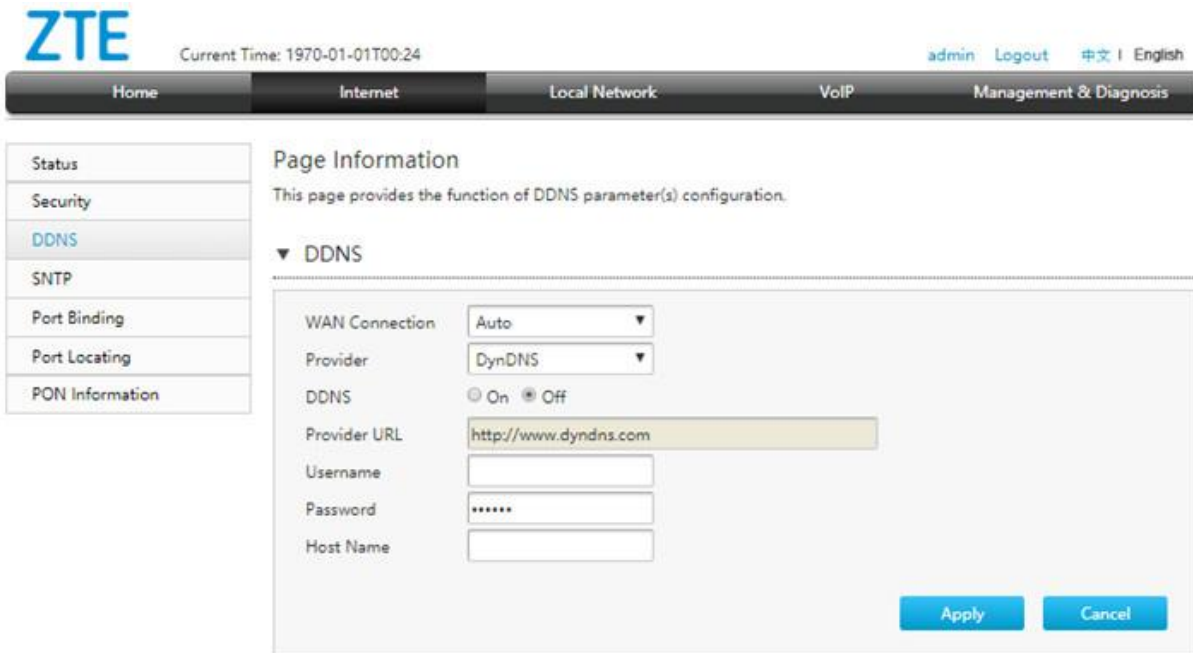 ZTE
Current Time: 1970-01-01T00:24
admin Logout 中文 | English
Home Internet Local Network VoIP Management & Diagnosis
Status
Security
DDNS
SNTP
Port Binding
Port Locating
PON Information
Page Information
This page provides the function of DDNS parameter(s) configuration.
▼ DDNS
WAN Connection Auto ▼
Provider DynDNS ▼
DDNS On Off
Provider URL http://www.dyndns.com
Username
Password ••••••
Host Name
Apply Cancel